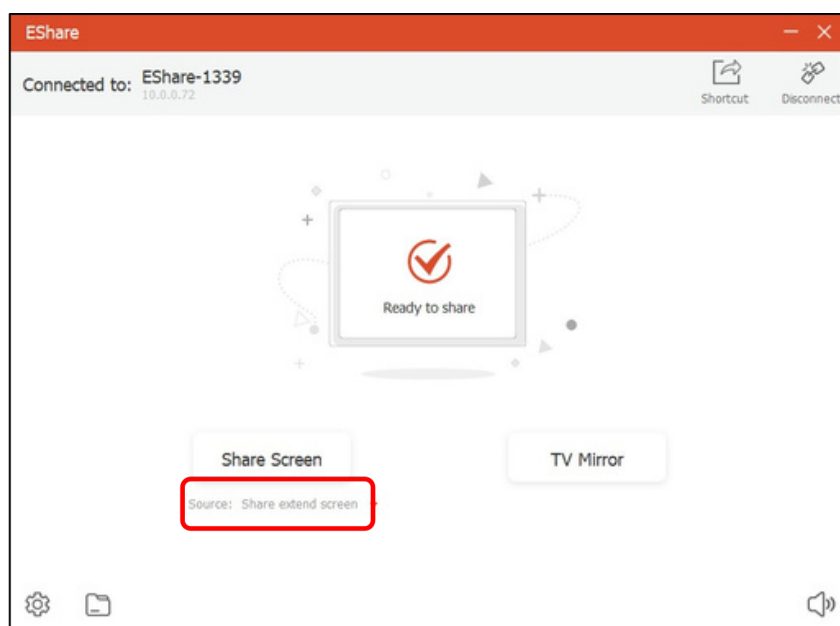 EShare
Connected to: EShare-1339
10.0.0.72
Shortcut
Disconnect
Ready to share
Share Screen
TV Mirror
Source: Share extend screen